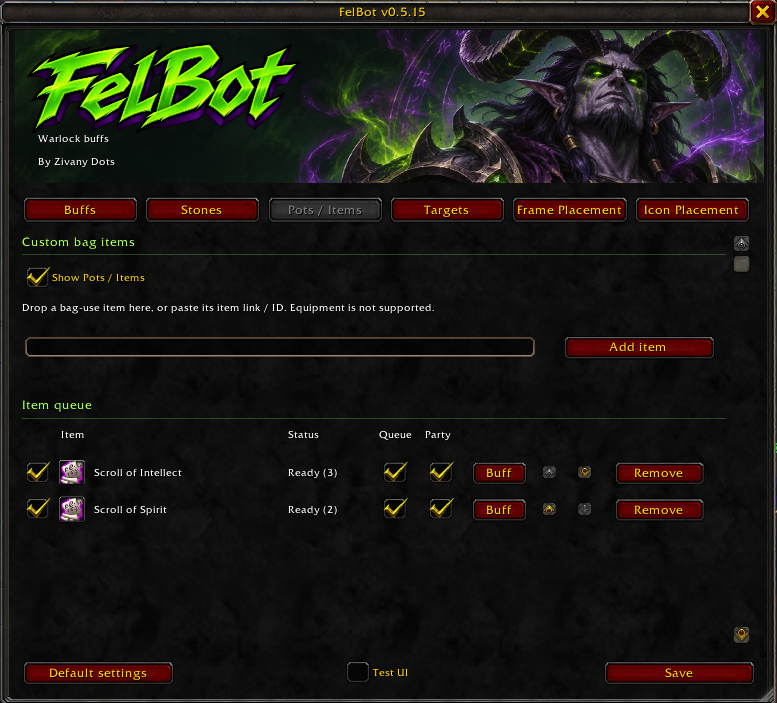 FelBot v0.5.15
FelBot
Warlock buffs
By Zivany Dots
Buffs Stones Pots / Items Targets Frame Placement Icon Placement
Custom bag items
Show Pots / Items
Drop a bag-use item here, or paste its item link / ID. Equipment is not supported.
Add item
Item queue
Item Status Queue Party
Scroll of Intellect Ready (3) Buff Remove
Scroll of Spirit Ready (2) Buff Remove
Default settings Test UI Save